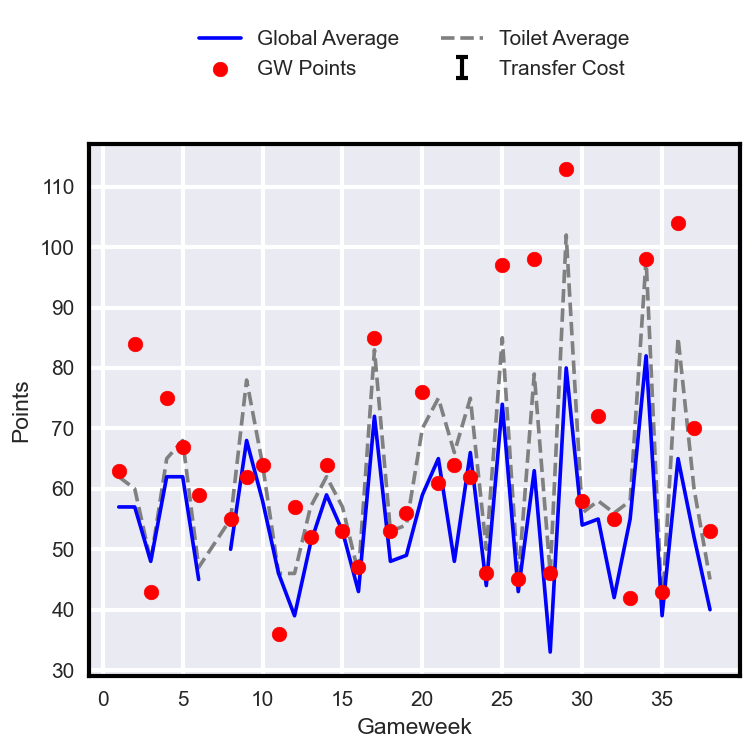 Global Average
Toilet Average
GW Points
Transfer Cost
110
100
90
80
70
60
50
40
30
Points
0 5 10 15 20 25 30 35
Gameweek